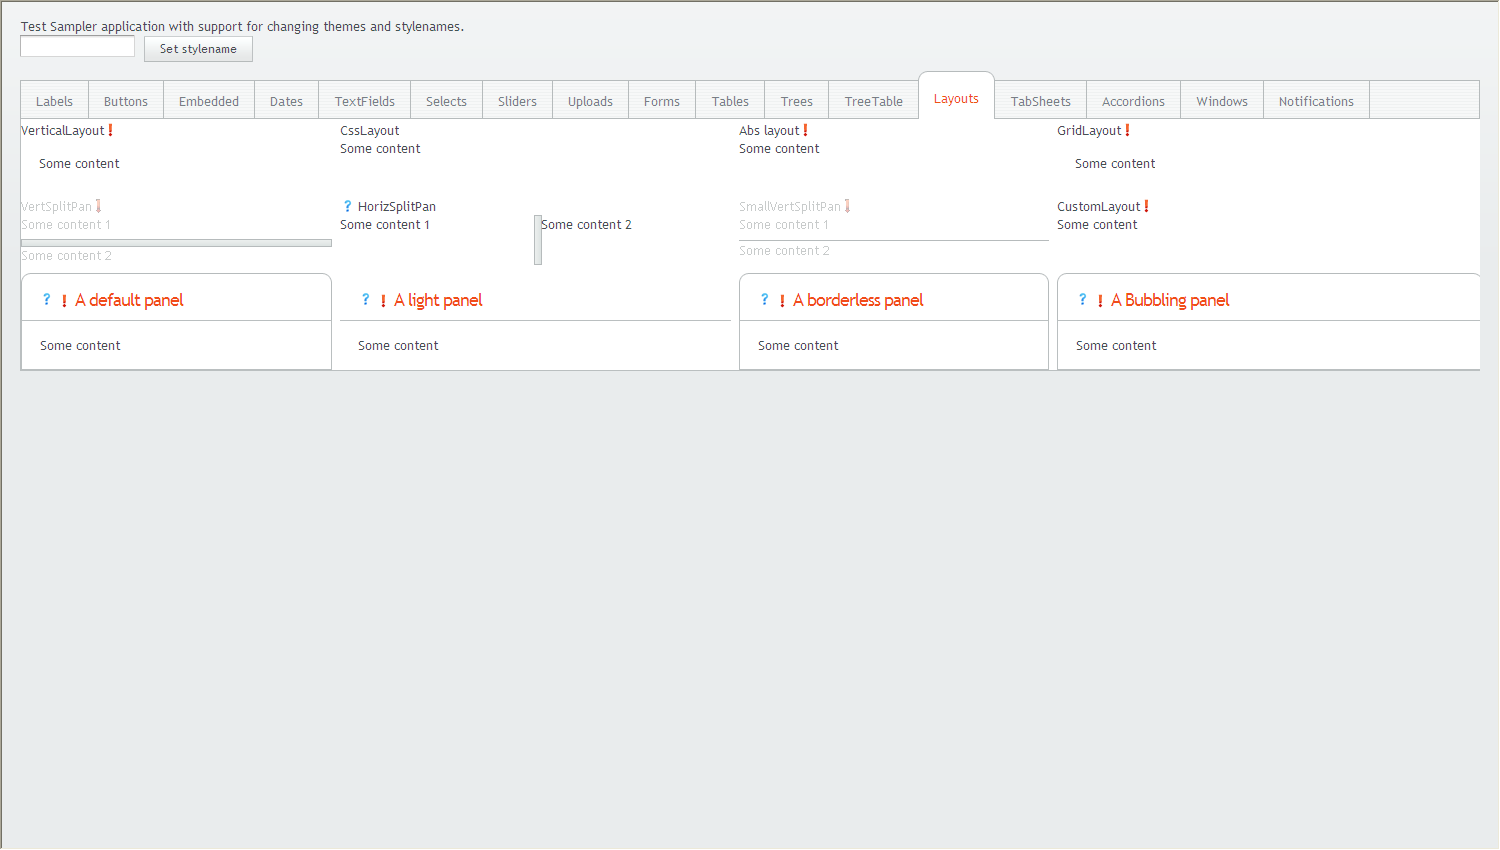 Test Sampler application with support for changing themes and stylenames.
Set stylename
Labels Buttons Embedded Dates TextFields Selects Sliders Uploads Forms Tables Trees TreeTable Layouts TabSheets Accordions Windows Notifications
VerticalLayout! CssLayout Abs layout! GridLayout!
Some content Some content
Some content Some content
VertSplitPan! ? HorizSplitPan SmallVertSplitPan! CustomLayout!
Some content 1 Some content 1 Some content 2 Some content 1 Some content
Some content 2 Some content 2
? ! A default panel ? ! A light panel ? ! A borderless panel ? ! A Bubbling panel
Some content Some content Some content Some content